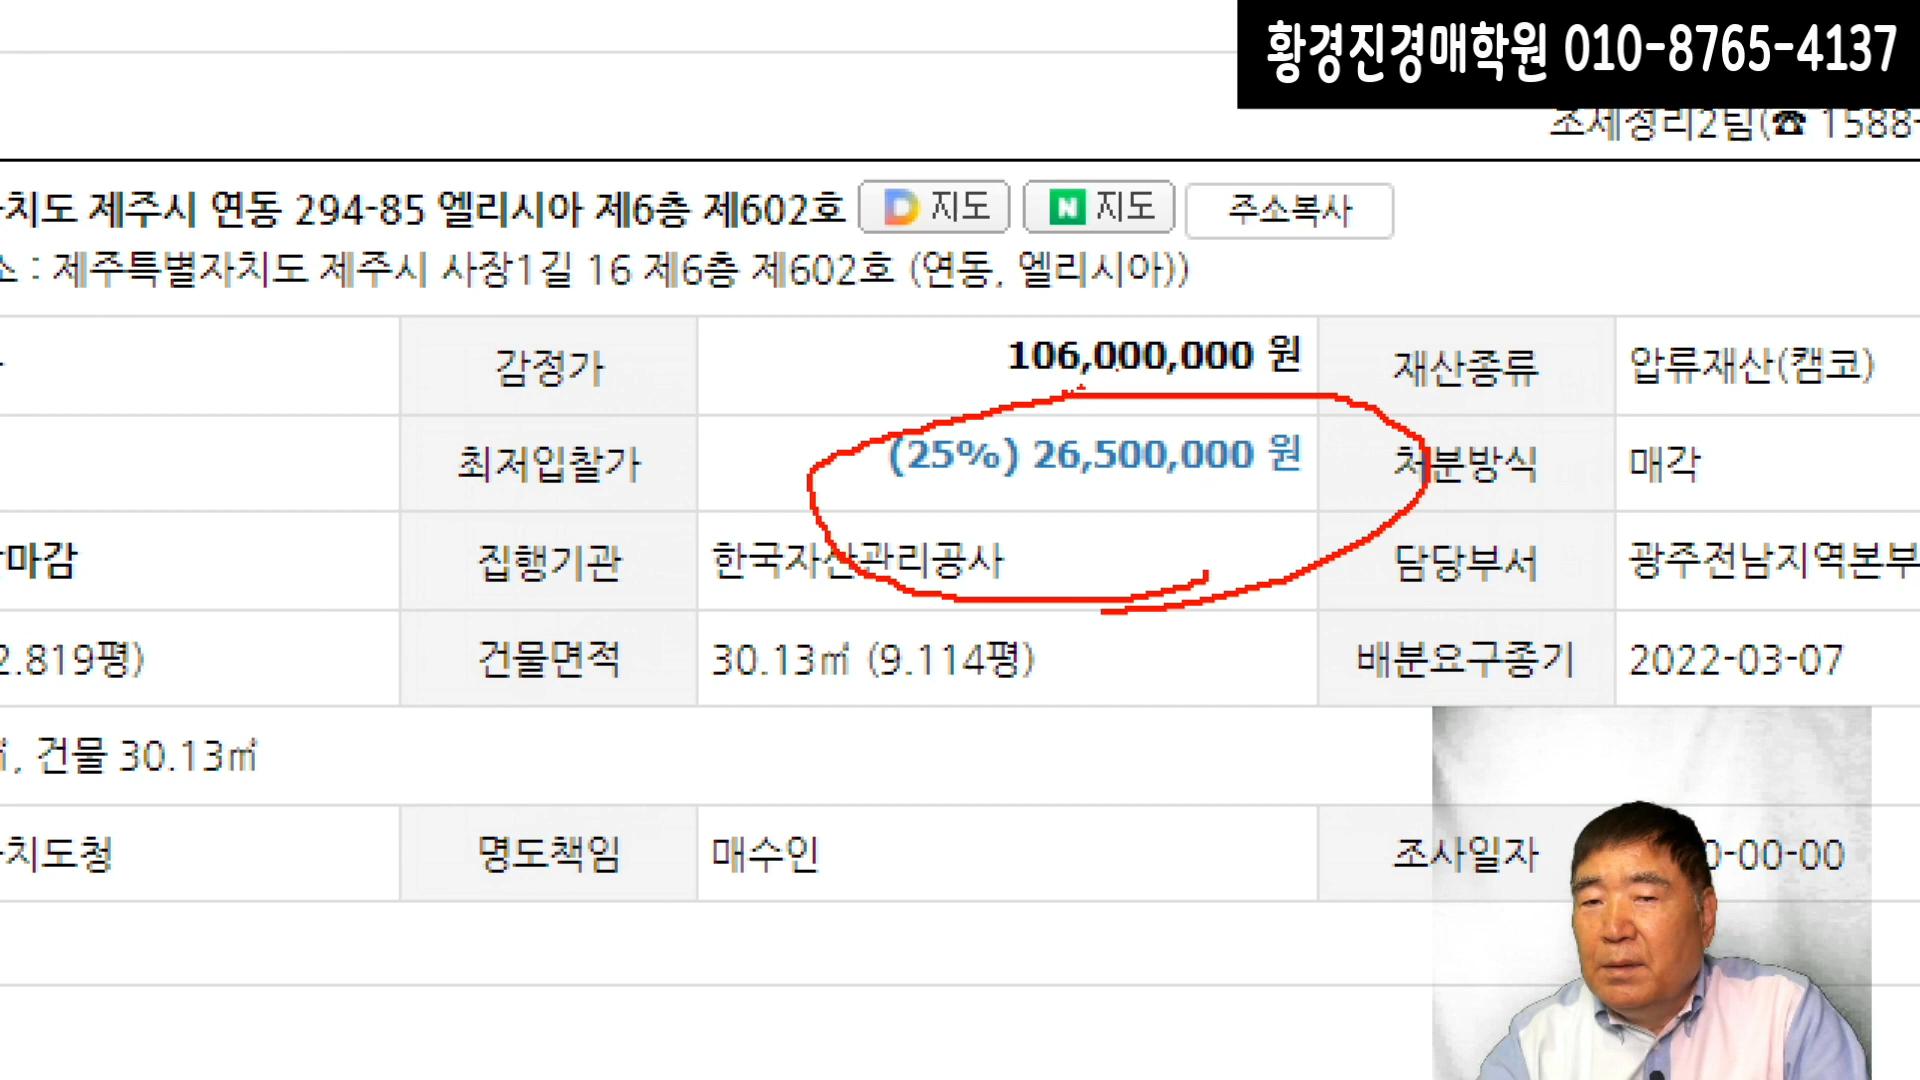 황경진경매학원 010-8765-4137
조세정리2팀(☎ 1588-
치도 제주시 연동 294-85 엘리시아 제6층 제602호 지도 N 지도 주소복사
소 : 제주특별자치도 제주시 사장1길 16 제6층 제602호 (연동, 엘리시아))
감정가 106,000,000 원 재산종류 압류재산(캠코)
최저입찰가 (25%) 26,500,000 원 처분방식 매각
마감 집행기관 한국자산관리공사 담당부서 광주전남지역본부
2.819평) 건물면적 30.13㎡ (9.114평) 배분요구종기 2022-03-07
㎡, 건물 30.13㎡
치도청 명도책임 매수인 조사일자 0-00-00